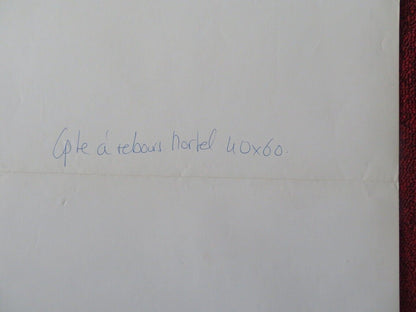 Cpte à rebours mortel 40x60.